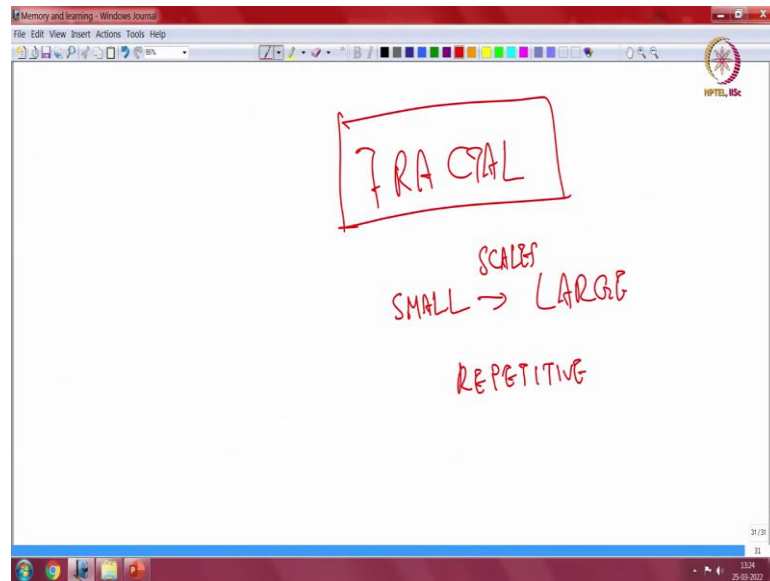 Memory and learning - Windows Journal
File Edit View Insert Actions Tools Help
95%
B I
NPTEL, IISc
FRACTAL
SCALES
SMALL → LARGE
REPETITIVE
31/31
31
13:24
25-03-2022